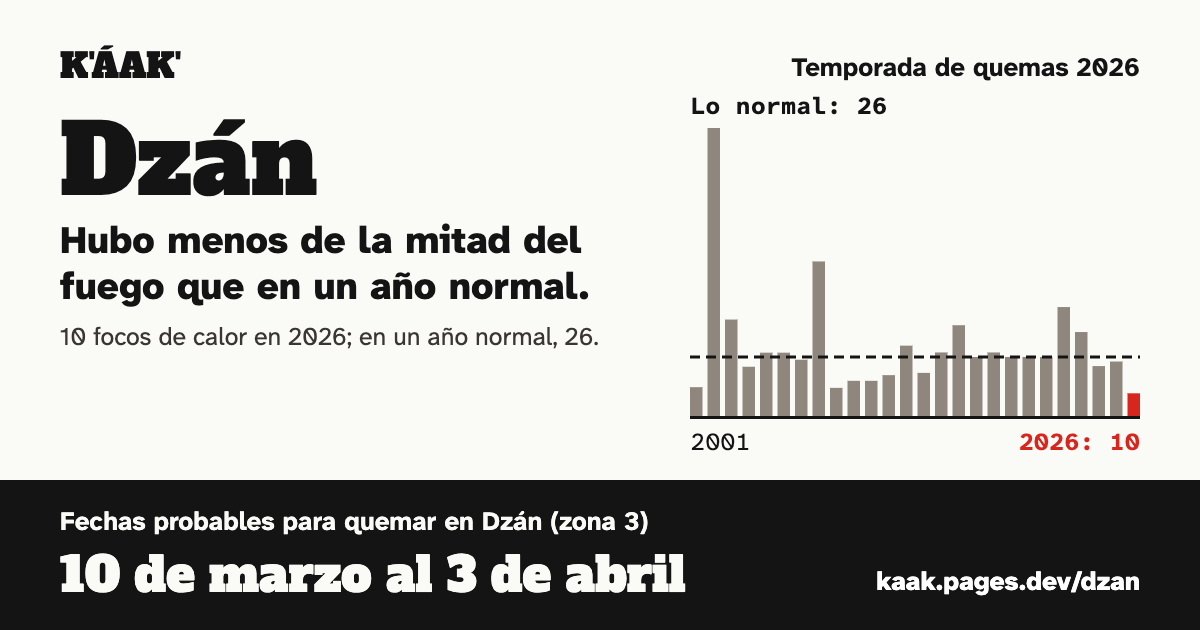 K'ÁAK'
Dzán
Hubo menos de la mitad del
fuego que en un año normal.
10 focos de calor en 2026; en un año normal, 26.
Temporada de quemas 2026
Lo normal: 26
2001
2026: 10
Fechas probables para quemar en Dzán (zona 3)
10 de marzo al 3 de abril
kaak.pages.dev/dzan